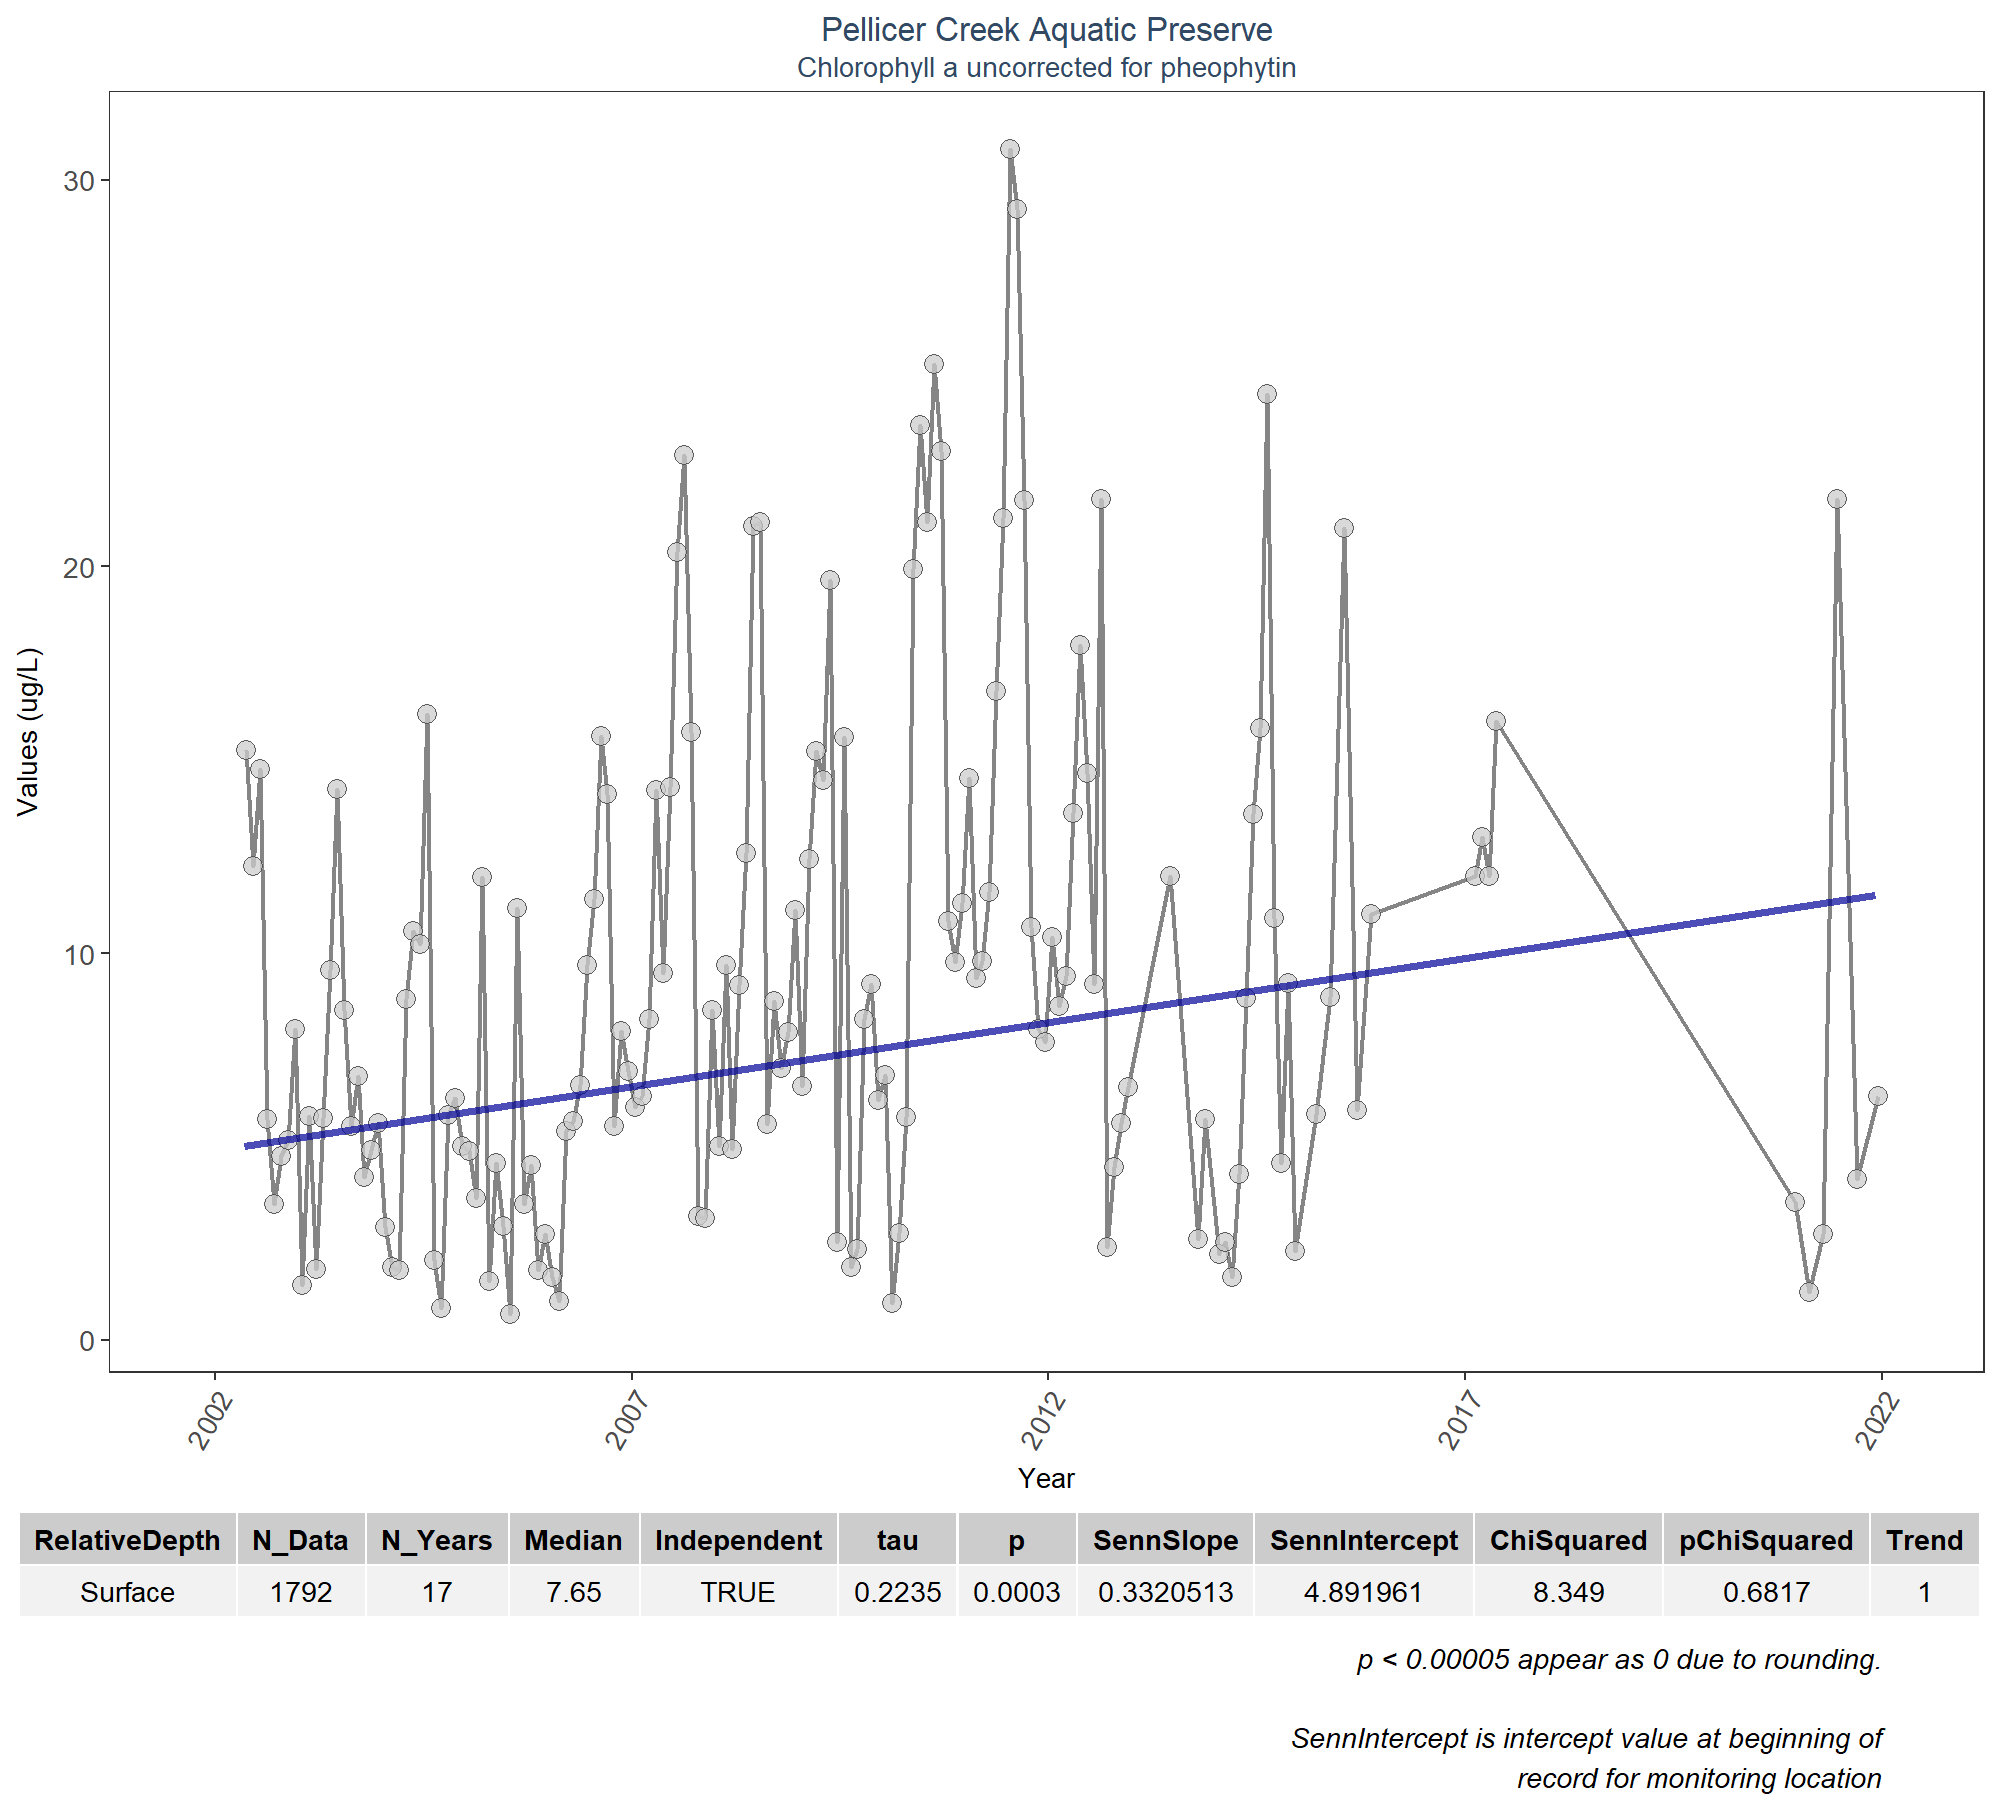 Pellicer Creek Aquatic Preserve
Chlorophyll a uncorrected for pheophytin
Values (ug/L)
30
20
10
0
2002 2007 2012 2017 2022
Year
RelativeDepth N_Data N_Years Median Independent tau p SennSlope SennIntercept ChiSquared pChiSquared Trend
Surface 1792 17 7.65 TRUE 0.2235 0.0003 0.3320513 4.891961 8.349 0.6817 1
p < 0.00005 appear as 0 due to rounding.
SennIntercept is intercept value at beginning of
record for monitoring location